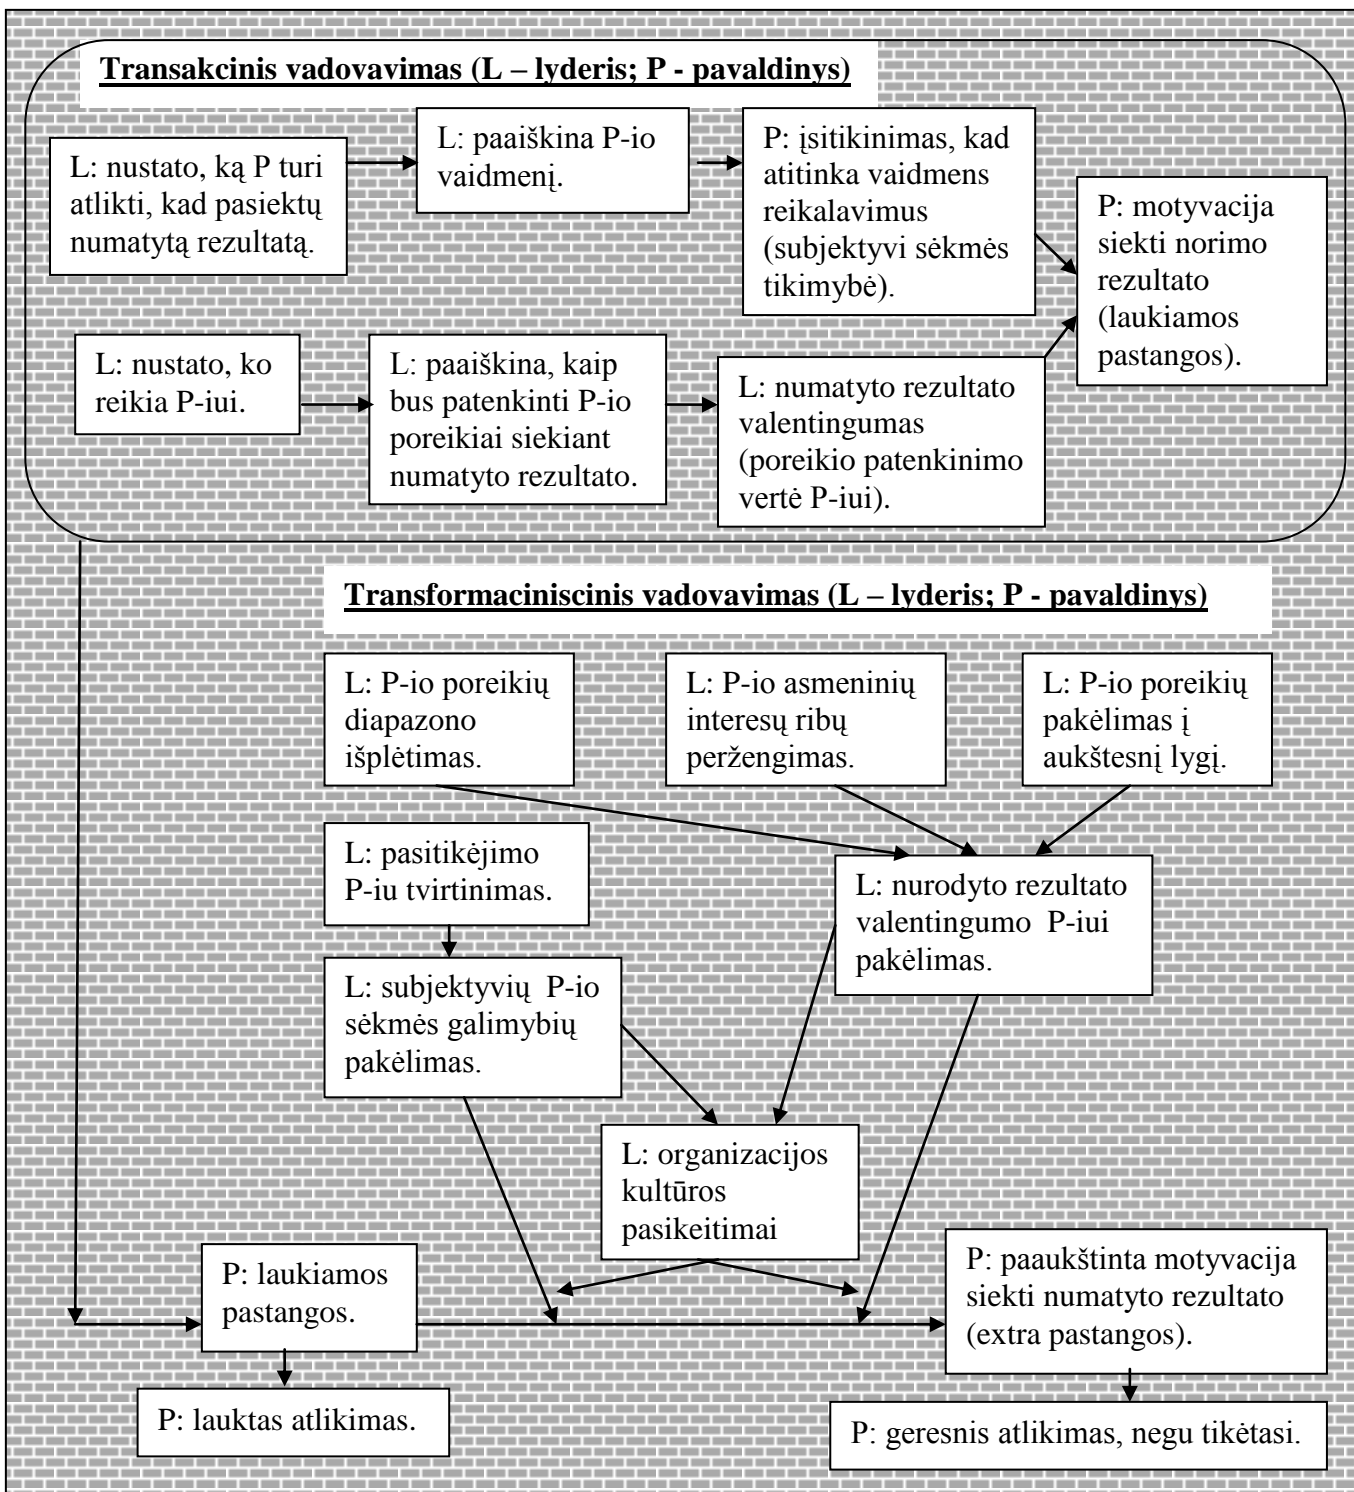 Transakcinis vadovavimas (L – lyderis; P - pavaldinys)
L: nustato, ką P turi
atlikti, kad pasiektų
numatytą rezultatą.
L: paaiškina P-io
vaidmenį.
P: įsitikinimas, kad
atitinka vaidmens
reikalavimus
(subjektyvi sėkmės
tikimybė).
P: motyvacija
siekti norimo
rezultato
(laukiamos
pastangos).
L: nustato, ko
reikia P-iui.
L: paaiškina, kaip
bus patenkinti P-io
poreikiai siekiant
numatyto rezultato.
L: numatyto rezultato
valentingumas
(poreikio patenkinimo
vertė P-iui).
Transformaciniscinis vadovavimas (L – lyderis; P - pavaldinys)
L: P-io poreikių
diapazono
išplėtimas.
L: P-io asmeninių
interesų ribų
peržengimas.
L: P-io poreikių
pakėlimas į
aukštesnį lygį.
L: pasitikėjimo
P-iu tvirtinimas.
L: nurodyto rezultato
valentingumo P-iui
pakėlimas.
L: subjektyvių P-io
sėkmės galimybių
pakėlimas.
L: organizacijos
kultūros
pasikeitimai
P: laukiamos
pastangos.
P: paaukštinta motyvacija
siekti numatyto rezultato
(extra pastangos).
P: lauktas atlikimas.
P: geresnis atlikimas, negu tikėtasi.